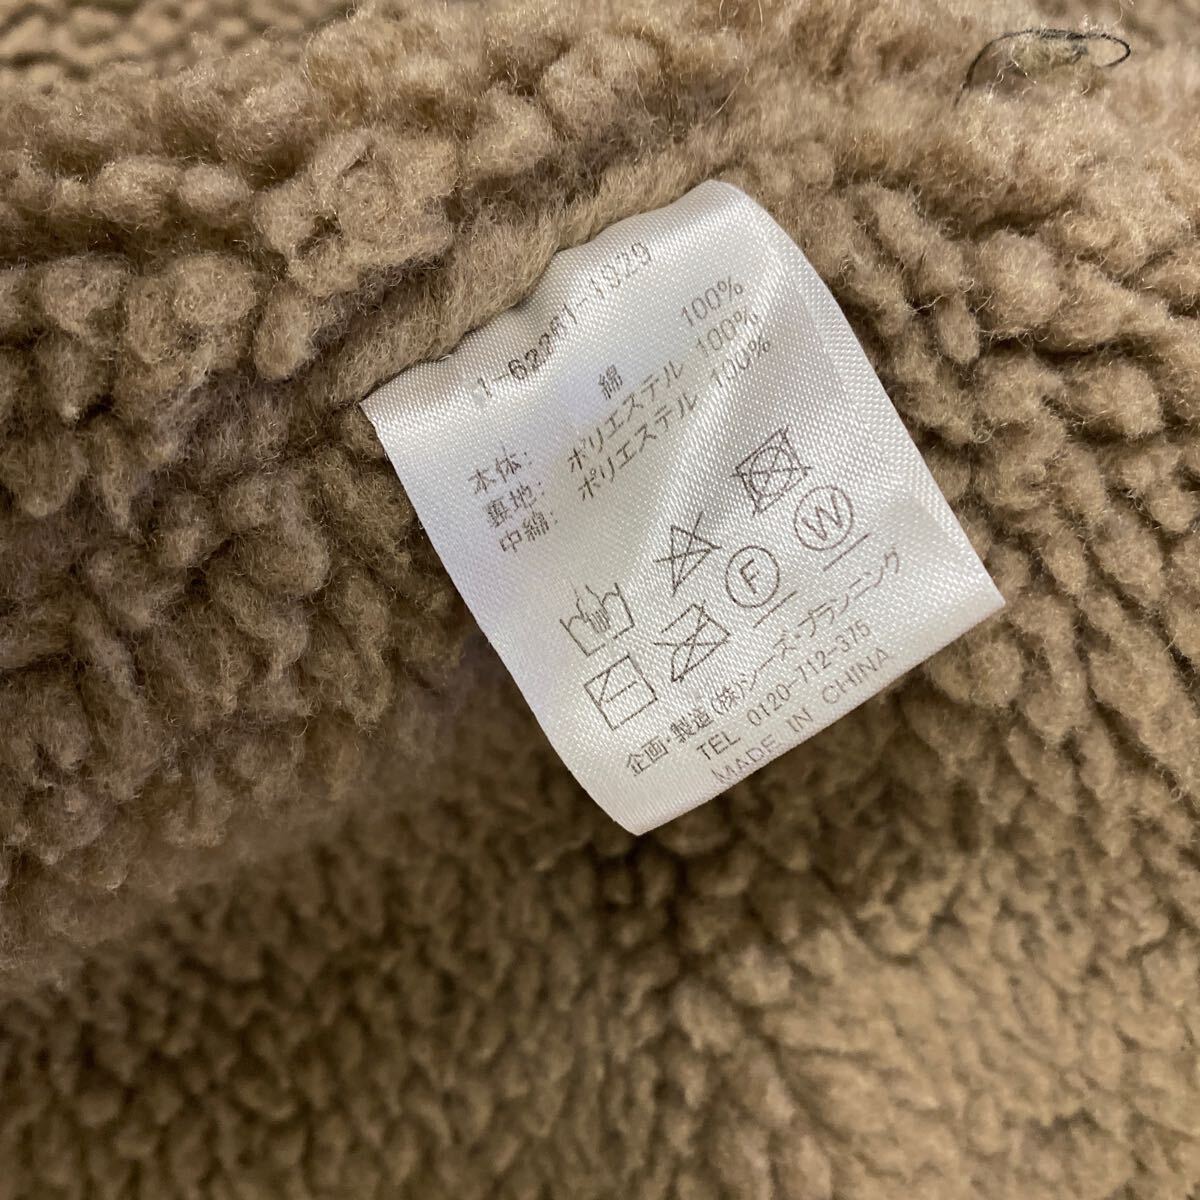 本体: 綿 100%
裏地: ポリエステル 100%
中綿: ポリエステル 100%
F W
企画・製造 (株)シーズ・プランニング
TEL 0120-712-375
MADE IN CHINA